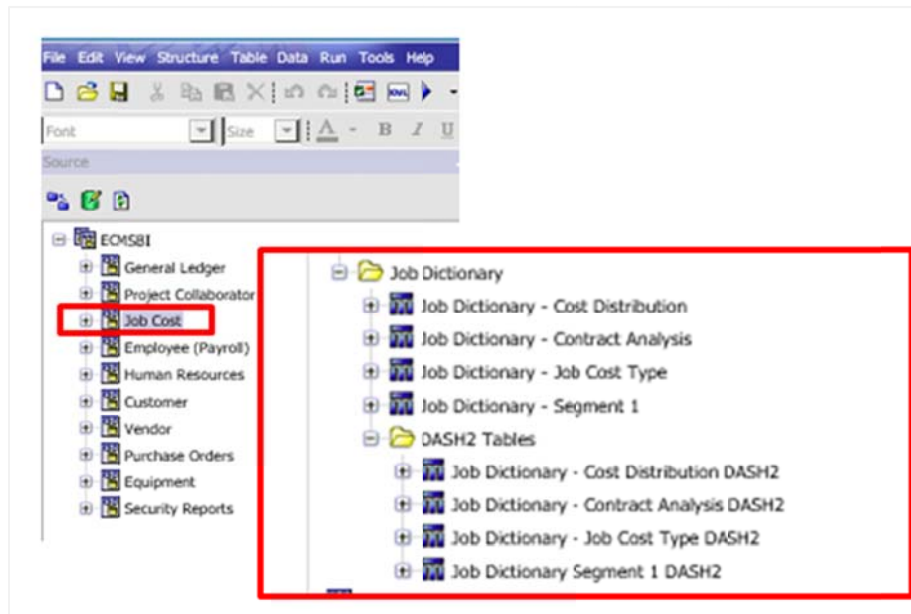 File Edit View Structure Table Data Run Tools Help
Font Size A B I U
Source
ECMSBI
General Ledger
Project Collaborator
Job Cost
Employee (Payroll)
Human Resources
Customer
Vendor
Purchase Orders
Equipment
Security Reports
Job Dictionary
Job Dictionary - Cost Distribution
Job Dictionary - Contract Analysis
Job Dictionary - Job Cost Type
Job Dictionary - Segment 1
DASH2 Tables
Job Dictionary - Cost Distribution DASH2
Job Dictionary - Contract Analysis DASH2
Job Dictionary - Job Cost Type DASH2
Job Dictionary Segment 1 DASH2